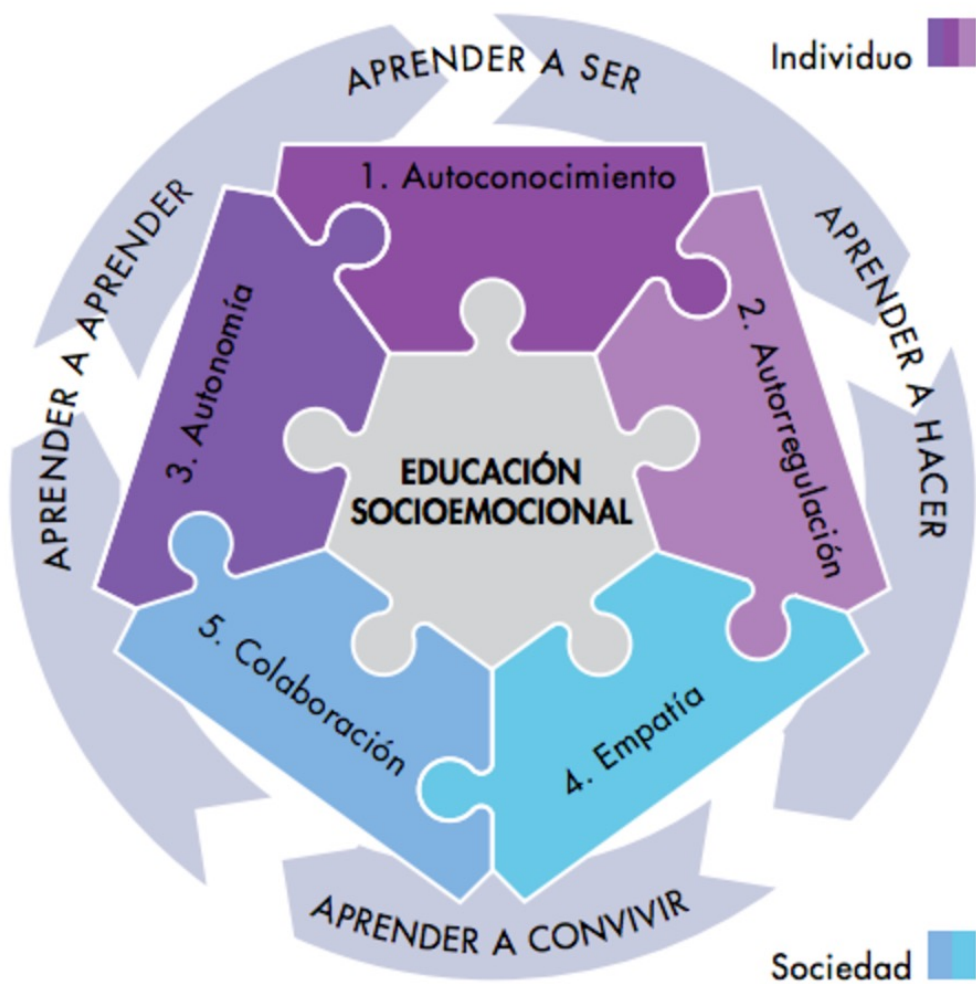 Individuo
APRENDER A SER
APRENDER A HACER
APRENDER A CONVIVIR
APRENDER A APRENDER
1. Autoconocimiento
2. Autorregulación
3. Autonomía
4. Empatía
5. Colaboración
EDUCACIÓN
SOCIOEMOCIONAL
Sociedad